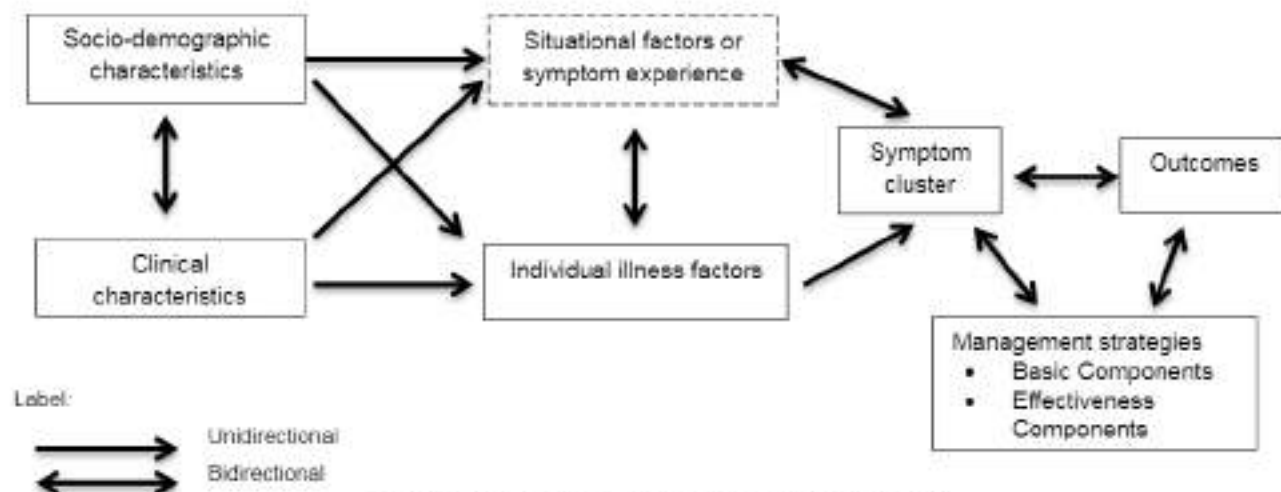 Socio-demographic
characteristics
Situational factors or
symptom experience
Symptom
cluster
Outcomes
Clinical
characteristics
Individual illness factors
Management strategies
▪ Basic Components
▪ Effectiveness
Components
Label:
Unidirectional
Bidirectional